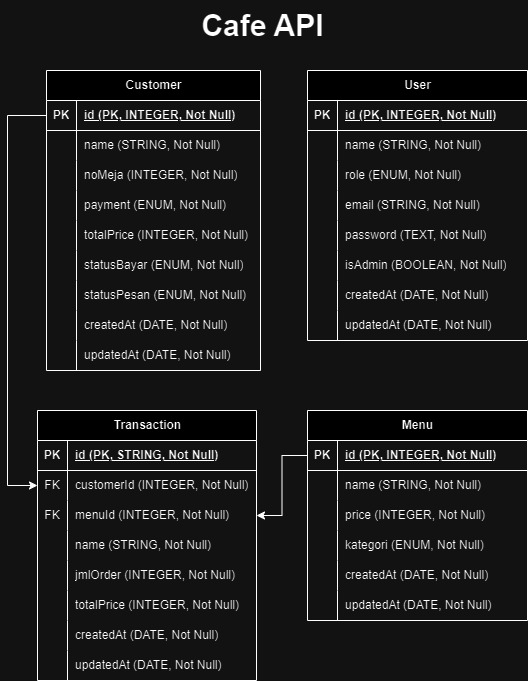 Cafe API
Customer
PK id (PK, INTEGER, Not Null)
name (STRING, Not Null)
noMeja (INTEGER, Not Null)
payment (ENUM, Not Null)
totalPrice (INTEGER, Not Null)
statusBayar (ENUM, Not Null)
statusPesan (ENUM, Not Null)
createdAt (DATE, Not Null)
updatedAt (DATE, Not Null)
User
PK id (PK, INTEGER, Not Null)
name (STRING, Not Null)
role (ENUM, Not Null)
email (STRING, Not Null)
password (TEXT, Not Null)
isAdmin (BOOLEAN, Not Null)
createdAt (DATE, Not Null)
updatedAt (DATE, Not Null)
Transaction
PK id (PK, STRING, Not Null)
FK customerId (INTEGER, Not Null)
FK menuId (INTEGER, Not Null)
name (STRING, Not Null)
jmlOrder (INTEGER, Not Null)
totalPrice (INTEGER, Not Null)
createdAt (DATE, Not Null)
updatedAt (DATE, Not Null)
Menu
PK id (PK, INTEGER, Not Null)
name (STRING, Not Null)
price (INTEGER, Not Null)
kategori (ENUM, Not Null)
createdAt (DATE, Not Null)
updatedAt (DATE, Not Null)